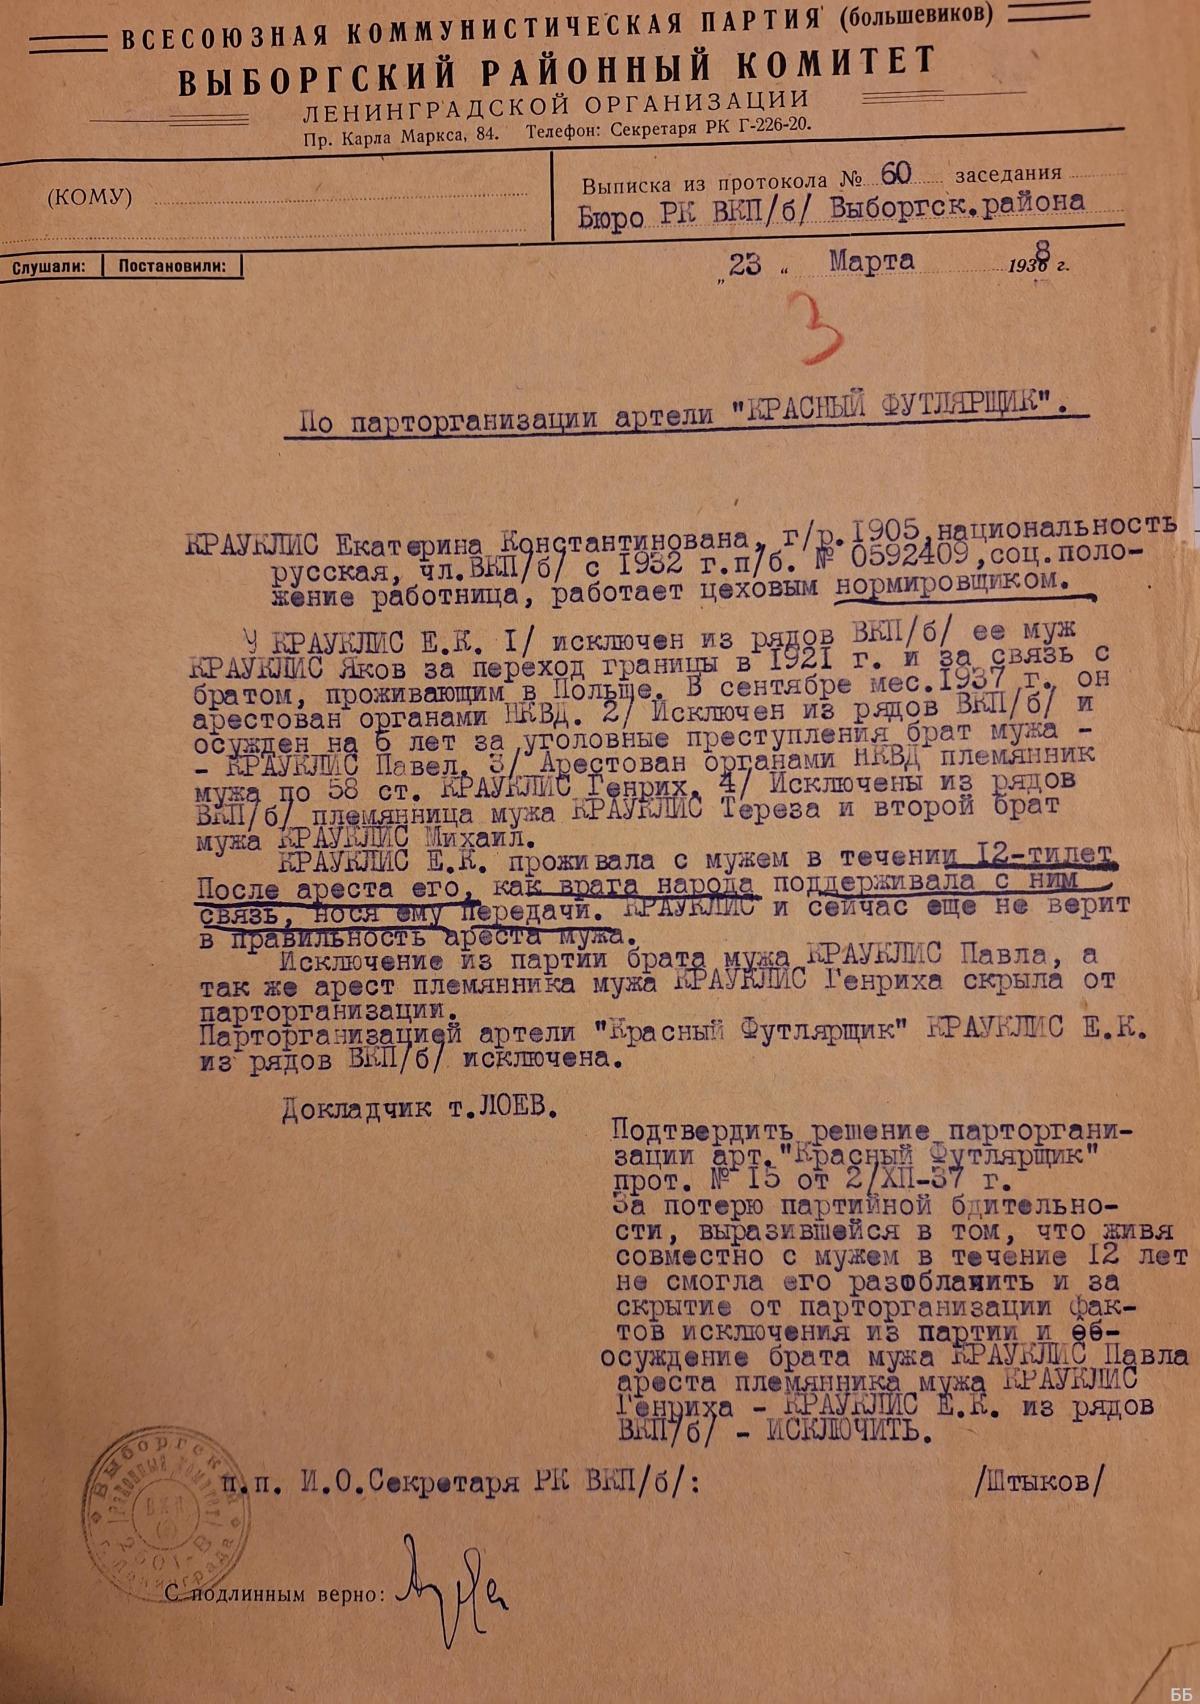 ВСЕСОЮЗНАЯ КОММУНИСТИЧЕСКАЯ ПАРТИЯ (большевиков)
ВЫБОРГСКИЙ РАЙОННЫЙ КОМИТЕТ
ЛЕНИНГРАДСКОЙ ОРГАНИЗАЦИИ
Пр. Карла Маркса, 84. Телефон: Секретаря РК Г-226-20.
(КОМУ)
Выписка из протокола № 60 заседания
Бюро РК ВКП/б/ Выборгск.района
Слушали: Постановили:
„23“ Марта 1938 г.
3
По парторганизации артели "КРАСНЫЙ ФУТЛЯРЩИК".
КРАУКЛИС Екатерина Константинована, г/р.1905,национальность
русская, чл.ВКП/б/ с 1932 г.п/б. № 0592409,соц.поло-
жение работница, работает цеховым нормировщиком.
У КРАУКЛИС Е.К. I/ исключен из рядов ВКП/б/ ее муж
КРАУКЛИС Яков за переход границы в 1921 г. и за связь с
братом, проживающим в Польще. В сентябре мес.1937 г. он
арестован органами НКВД. 2/ Исключен из рядов ВКП/б/ и
осужден на 6 лет за уголовные преступления брат мужа -
- КРАУКЛИС Павел. 3/ Арестован органами НКВД племянник
мужа по 58 ст. КРАУКЛИС Генрих. 4/ Исключены из рядов
ВКП/б/ племянница мужа КРАУКЛИС Тереза и второй брат
мужа КРАУКЛИС Михаил.
КРАУКЛИС Е.К. проживала с мужем в течении 12-тилет
После ареста его, как врага народа поддерживала с ним
связь, нося ему передачи. КРАУКЛИС и сейчас еще не верит
в правильность ареста мужа.
Исключение из партии брата мужа КРАУКЛИС Павла, а
так же арест племянника мужа КРАУКЛИС Генриха скрыла от
парторганизации.
Парторганизацией артели "Красный Футлярщик" КРАУКЛИС Е.К.
из рядов ВКП/б/ исключена.
Докладчик т.ЛОЕВ.
Подтвердить решение парторгани-
зации арт."Красный Футлярщик"
прот. № 15 от 2/XП-37 г.
За потерю партийной бдительно-
сти, выразившейся в том, что живя
совместно с мужем в течение 12 лет
не смогла его разоблачить и за
скрытие от парторганизации фак-
тов исключения из партии и об-
осуждение брата мужа КРАУКЛИС Павла
ареста племянника мужа КРАУКЛИС
Генриха - КРАУКЛИС Е.К. из рядов
ВКП/б/ - ИСКЛЮЧИТЬ.
п.п. И.О.Секретаря РК ВКП/б/: /Штыков/
Выборгский
районный комитет
ВКП
г. Ленинграда
С подлинным верно:
ББ